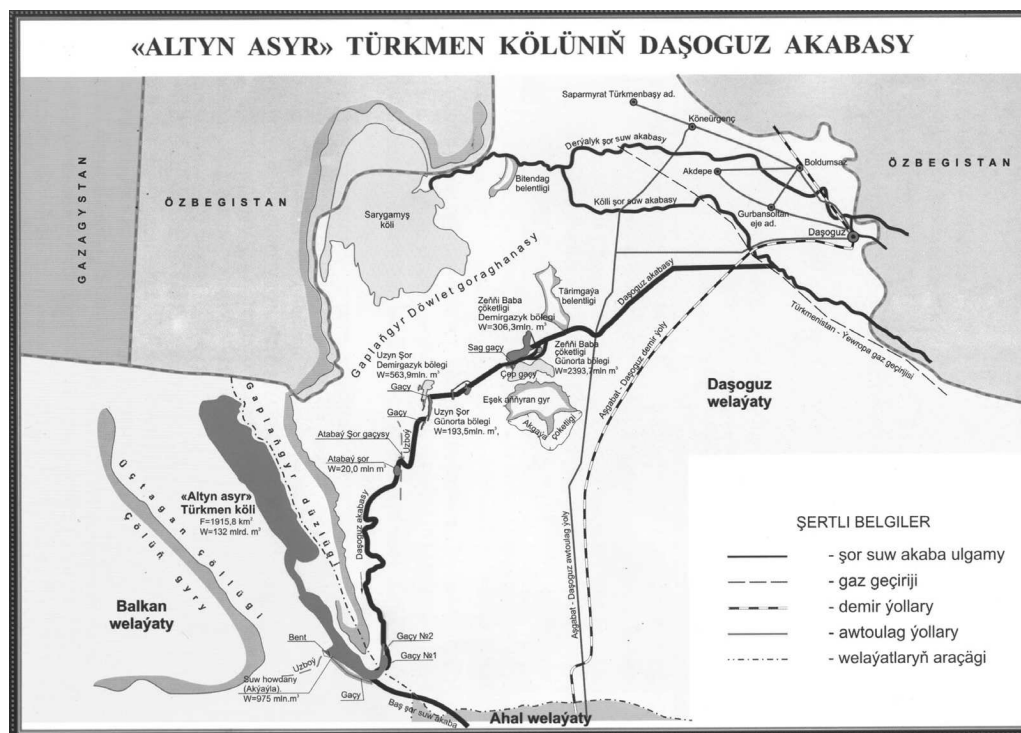 «ALTYN ASYR» TÜRKMEN KÖLÜNIŇ DAŞOGUZ AKABASY
GAZAGYSTAN
ÖZBEGISTAN
ÖZBEGISTAN
Saparmyrat Türkmenbaşy ad.
Köneürgenç
Derýalyk şor suw akabasy
Boldumsaz
Akdepe
Bitendag
belentligi
Kölli şor suw akabasy
Gurbansoltan
eje ad.
Daşoguz
Sarygamyş
köli
Gaplaňgyr Döwlet goraghanasy
Tärimgaýa
belentligi
Daşoguz akabasy
Zeňňi Baba
çöketligi
Demirgazyk bölegi
W=306,3mln. m³
Türkmenistan - Ýewropa gaz geçirijisi
Uzyn Şor
Demirgazyk bölegi
W=563,9mln. m³
Sag gaçy
Zeňňi Baba
çöketligi
Günorta bölegi
W=2393,7mln m³
Çep gaçy
Gaçy
Eşek aňňyran gyr
Akgaýa
çöketligi
Aşgabat - Daşoguz demir ýoly
Daşoguz
welaýaty
Gaçy
Uzyn Şor
Günorta bölegi
W=193,5mln. m³,
Uzboý
Atabaý Şor gaçysy
Atabaý şor
W=20,0 mln m³
Gaplaňgyr düzlügi
Üçtagan çöllügi
Çölüň gyry
«Altyn asyr»
Türkmen köli
F=1915,8 km²
W=132 mlrd. m³
Daşoguz akabasy
Aşgabat - Daşoguz awtoulag ýoly
Balkan
welaýaty
Bent
Uzboý
Gaçy №2
Gaçy №1
Suw howdany
(Akýaýla).
W=975 mln.m³
Gaçy
Baş şor suw akaba
Ahal welaýaty
ŞERTLI BELGILER
- şor suw akaba ulgamy
- gaz geçiriji
- demir ýollary
- awtoulag ýollary
- welaýatlaryň araçägi